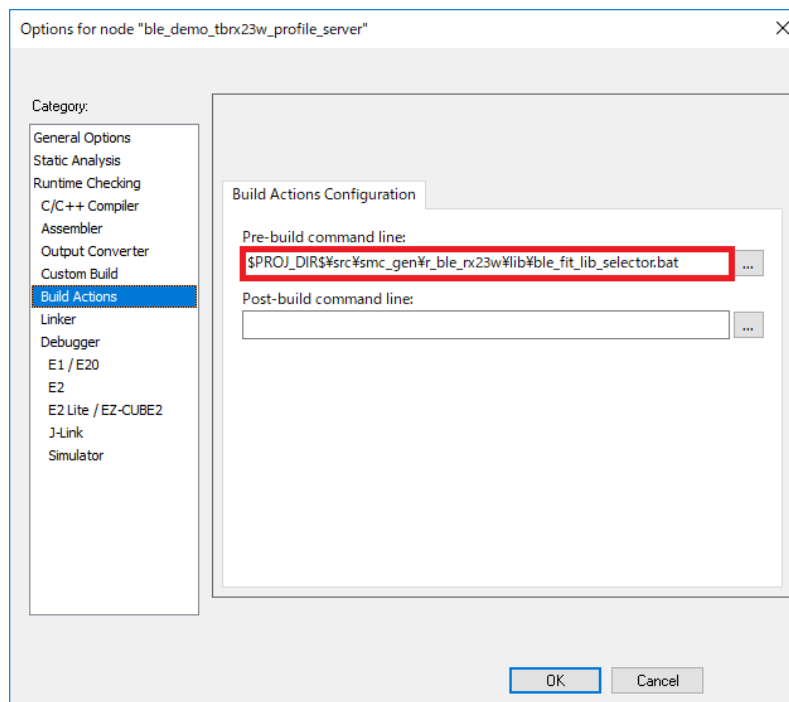 Options for node "ble_demo_tbrx23w_profile_server"
Category:
General Options
Static Analysis
Runtime Checking
C/C++ Compiler
Assembler
Output Converter
Custom Build
Build Actions
Linker
Debugger
E1 / E20
E2
E2 Lite / EZ-CUBE2
J-Link
Simulator
Build Actions Configuration
Pre-build command line:
$PROJ_DIR$¥src¥smc_gen¥r_ble_rx23w¥lib¥ble_fit_lib_selector.bat
...
Post-build command line:
...
OK
Cancel